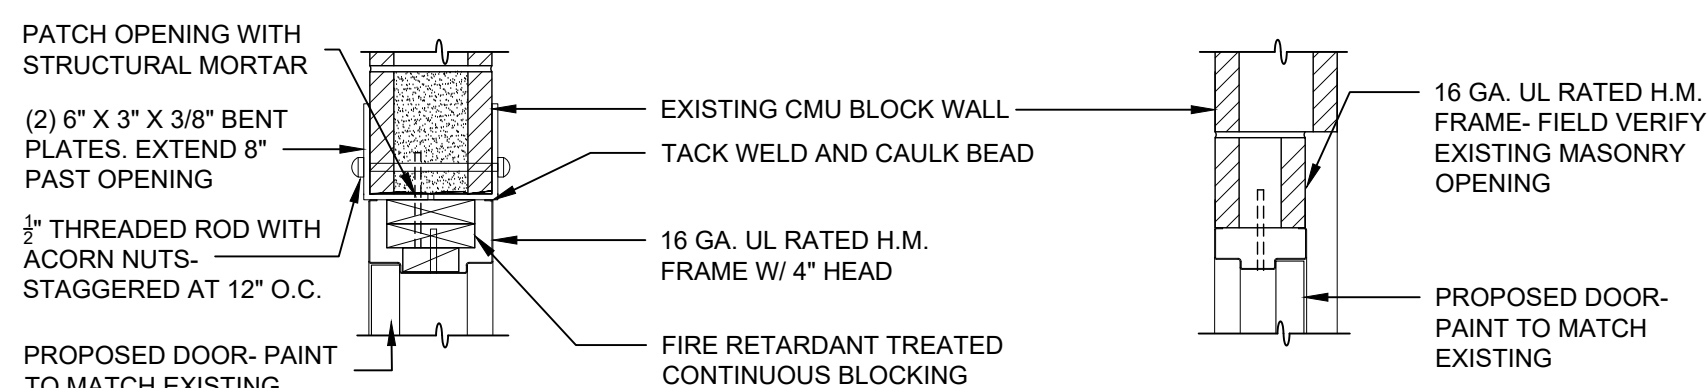 PATCH OPENING WITH
STRUCTURAL MORTAR
(2) 6" X 3" X 3/8" BENT
PLATES. EXTEND 8"
PAST OPENING
1/2" THREADED ROD WITH
ACORN NUTS-
STAGGERED AT 12" O.C.
PROPOSED DOOR- PAINT
TO MATCH EXISTING
EXISTING CMU BLOCK WALL
TACK WELD AND CAULK BEAD
16 GA. UL RATED H.M.
FRAME W/ 4" HEAD
FIRE RETARDANT TREATED
CONTINUOUS BLOCKING
16 GA. UL RATED H.M.
FRAME- FIELD VERIFY
EXISTING MASONRY
OPENING
PROPOSED DOOR-
PAINT TO MATCH
EXISTING